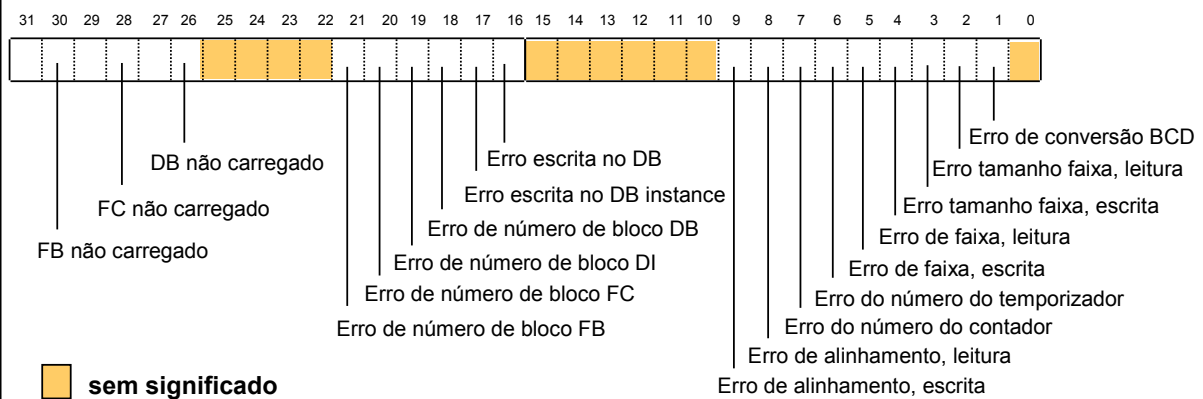 31 30 29 28 27 26 25 24 23 22 21 20 19 18 17 16 15 14 13 12 11 10 9 8 7 6 5 4 3 2 1 0
Erro de conversão BCD
DB não carregado
Erro escrita no DB
Erro tamanho faixa, leitura
Erro escrita no DB instance
FC não carregado
Erro tamanho faixa, escrita
Erro de número de bloco DB
Erro de faixa, leitura
FB não carregado
Erro de número de bloco DI
Erro de faixa, escrita
Erro de número de bloco FC
Erro do número do temporizador
Erro de número de bloco FB
Erro do número do contador
Erro de alinhamento, leitura
sem significado
Erro de alinhamento, escrita